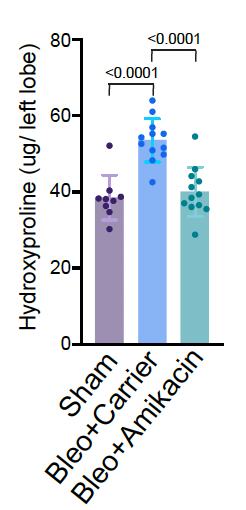 <0.0001
<0.0001
Hydroxyproline (ug/ left lobe)
80
60
40
20
0
Sham
Bleo+Carrier
Bleo+Amikacin